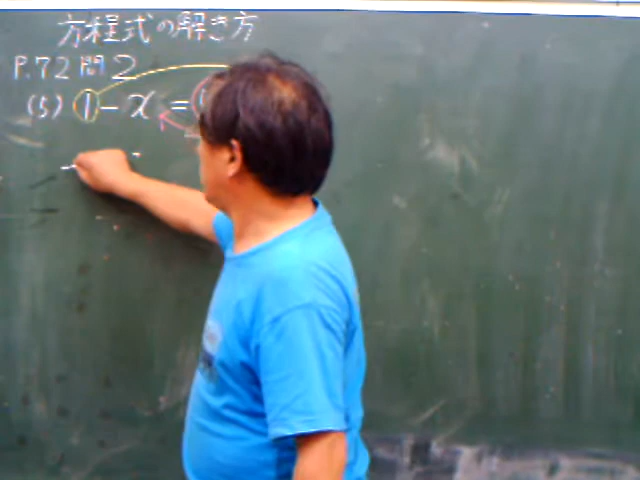 方程式の解き方
P.72 問2
(5) 1 - x =